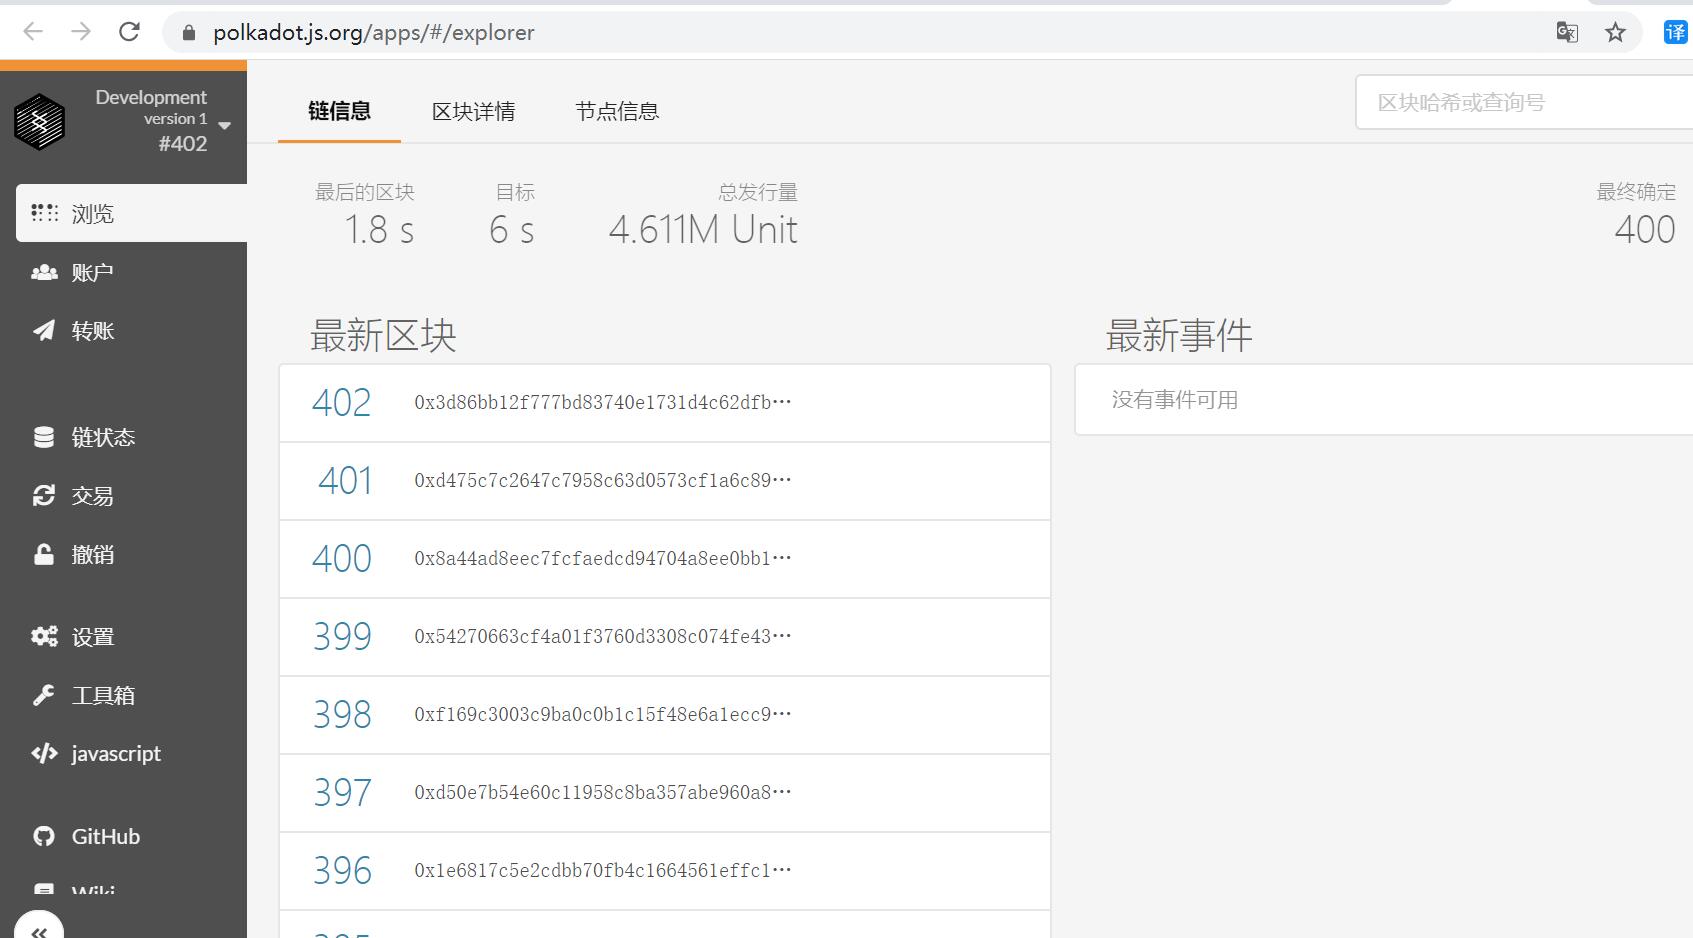 polkadot.js.org/apps/#/explorer
译
Development
version 1
#402
链信息
区块详情
节点信息
区块哈希或查询号
浏览
账户
转账
链状态
交易
撤销
设置
工具箱
javascript
GitHub
Wiki
最后的区块
1.8 s
目标
6 s
总发行量
4.611M Unit
最终确定
400
最新区块
402 0x3d86bb12f777bd83740e1731d4c62dfb…
401 0xd475c7c2647c7958c63d0573cf1a6c89…
400 0x8a44ad8eec7fcfaedcd94704a8ee0bb1…
399 0x54270663cf4a01f3760d3308c074fe43…
398 0xf169c3003c9ba0c0b1c15f48e6a1ecc9…
397 0xd50e7b54e60c11958c8ba357abe960a8…
396 0x1e6817c5e2cdbb70fb4c1664561effc1…
最新事件
没有事件可用